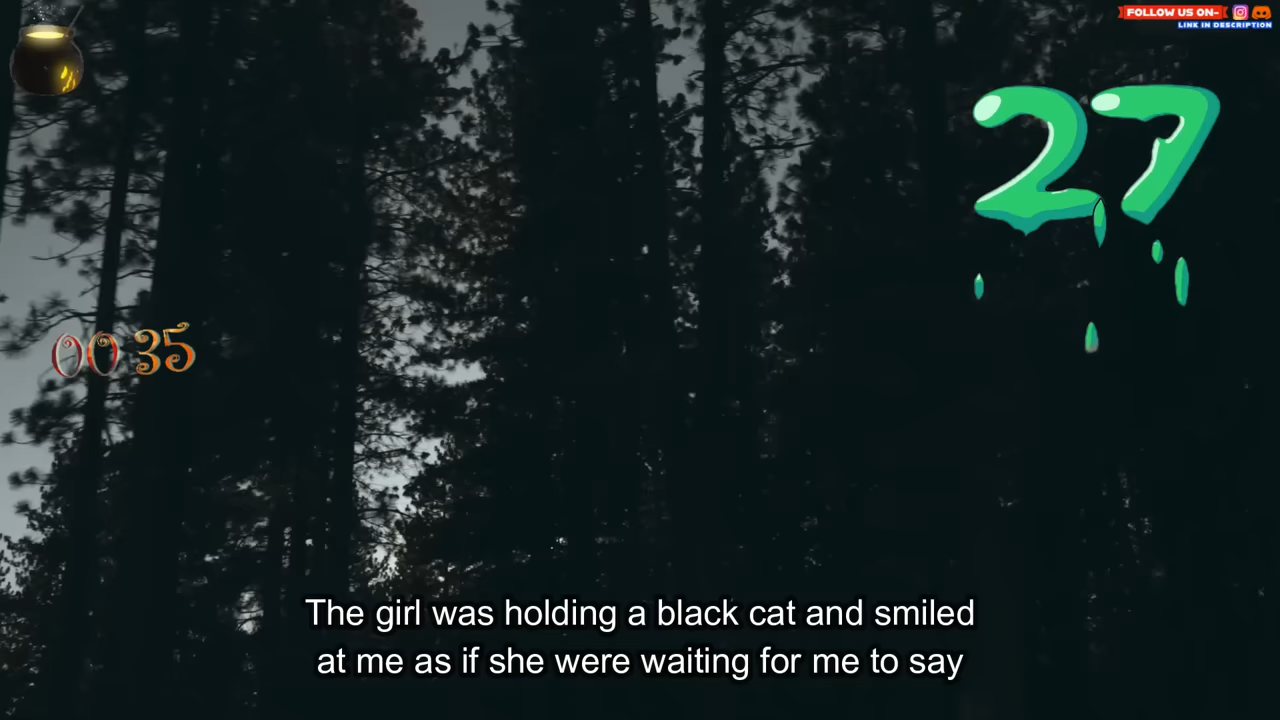 FOLLOW US ON-
LINK IN DESCRIPTION
27
00 35
The girl was holding a black cat and smiled
at me as if she were waiting for me to say